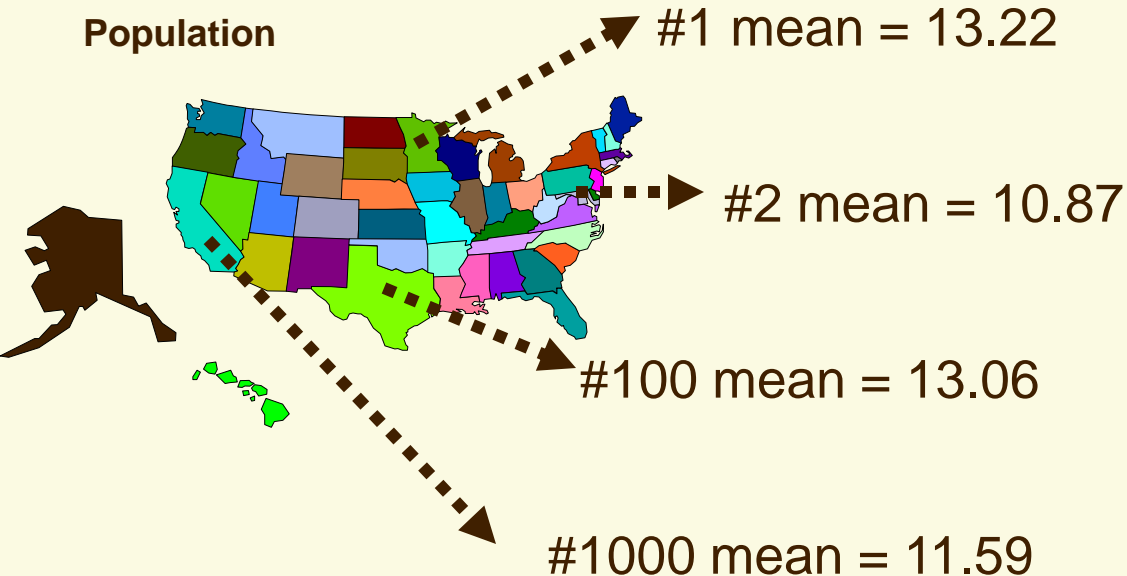 Population
#1 mean = 13.22
#2 mean = 10.87
#100 mean = 13.06
#1000 mean = 11.59